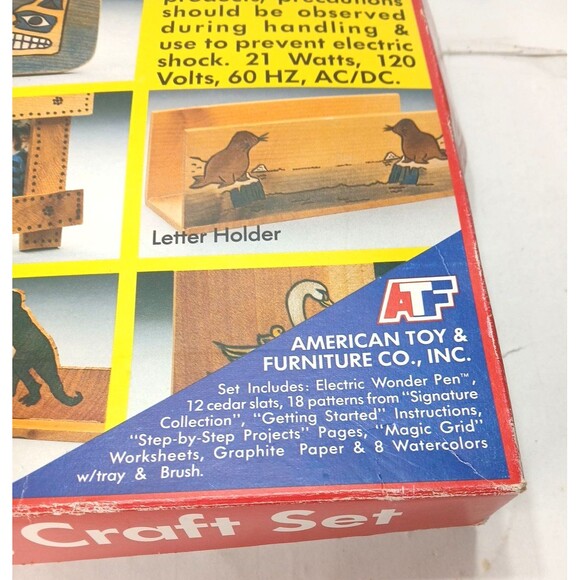 products, precautions
should be observed
during handling &
use to prevent electric
shock. 21 Watts, 120
Volts, 60 HZ, AC/DC.
Letter Holder
ATF
AMERICAN TOY &
FURNITURE CO., INC.
Set Includes: Electric Wonder Pen™,
12 cedar slats, 18 patterns from "Signature
Collection", "Getting Started" Instructions,
"Step-by-Step Projects" Pages, "Magic Grid"
Worksheets, Graphite Paper & 8 Watercolors
w/tray & Brush.
Craft Set